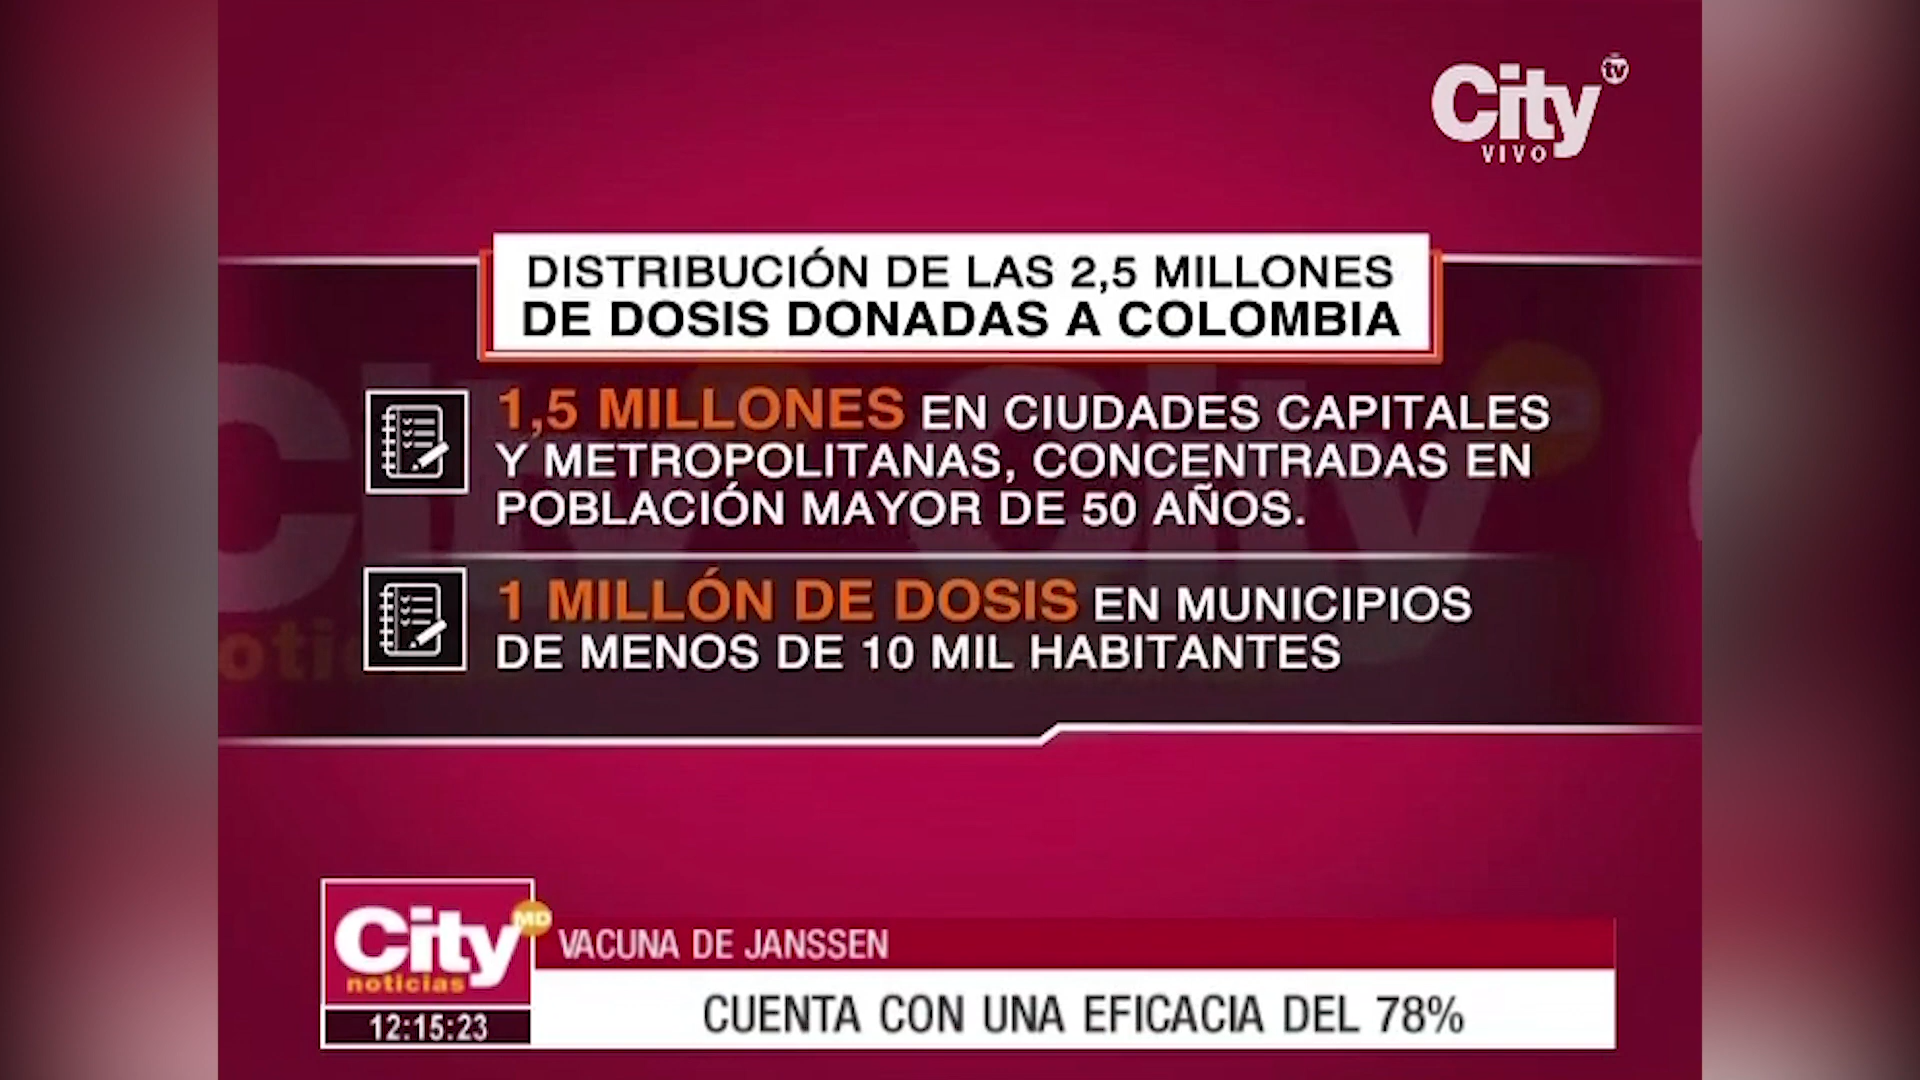 City tv
VIVO
DISTRIBUCIÓN DE LAS 2,5 MILLONES
DE DOSIS DONADAS A COLOMBIA
1,5 MILLONES EN CIUDADES CAPITALES
Y METROPOLITANAS, CONCENTRADAS EN
POBLACIÓN MAYOR DE 50 AÑOS.
1 MILLÓN DE DOSIS EN MUNICIPIOS
DE MENOS DE 10 MIL HABITANTES
City MD
noticias
12:15:23
VACUNA DE JANSSEN
CUENTA CON UNA EFICACIA DEL 78%